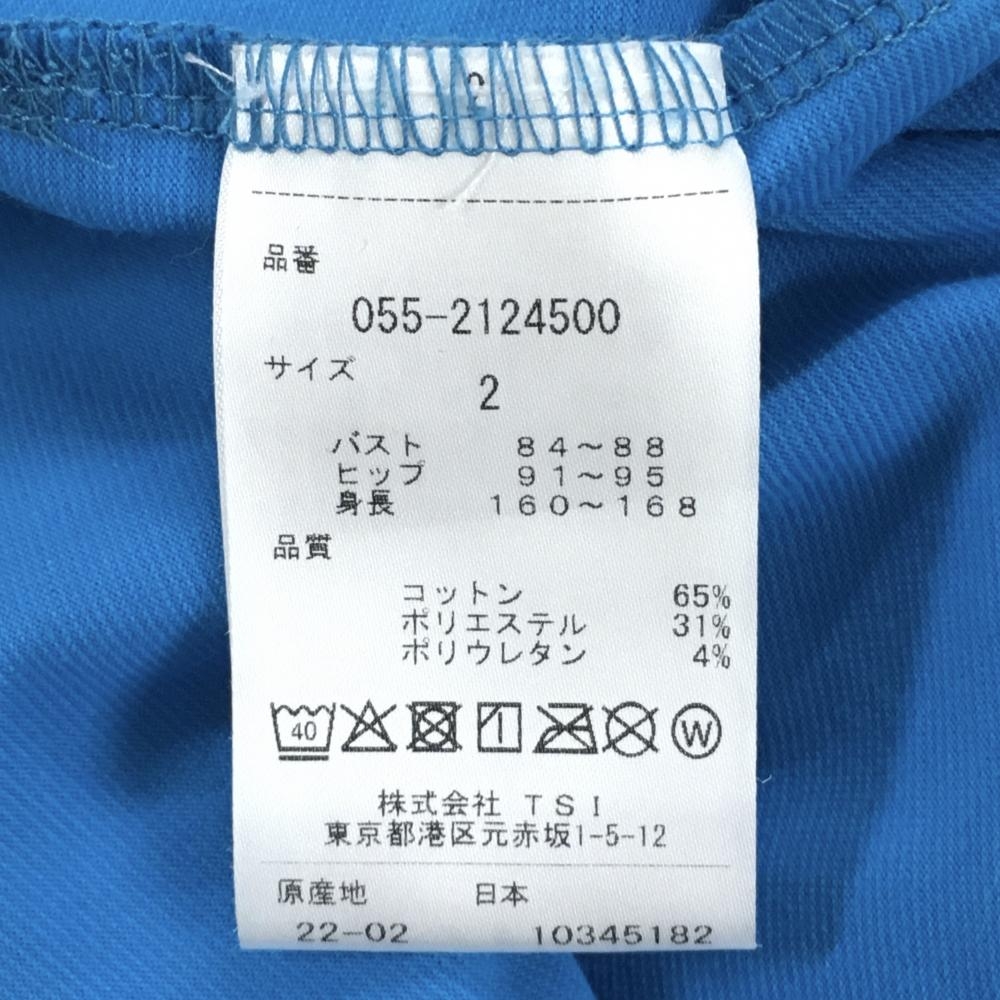 品番
055-2124500
サイズ
2
バスト 84～88
ヒップ 91～95
身長 160～168
品質
コットン 65%
ポリエステル 31%
ポリウレタン 4%
40
W
株式会社 TSI
東京都港区元赤坂1-5-12
原産地 日本
22-02 10345182